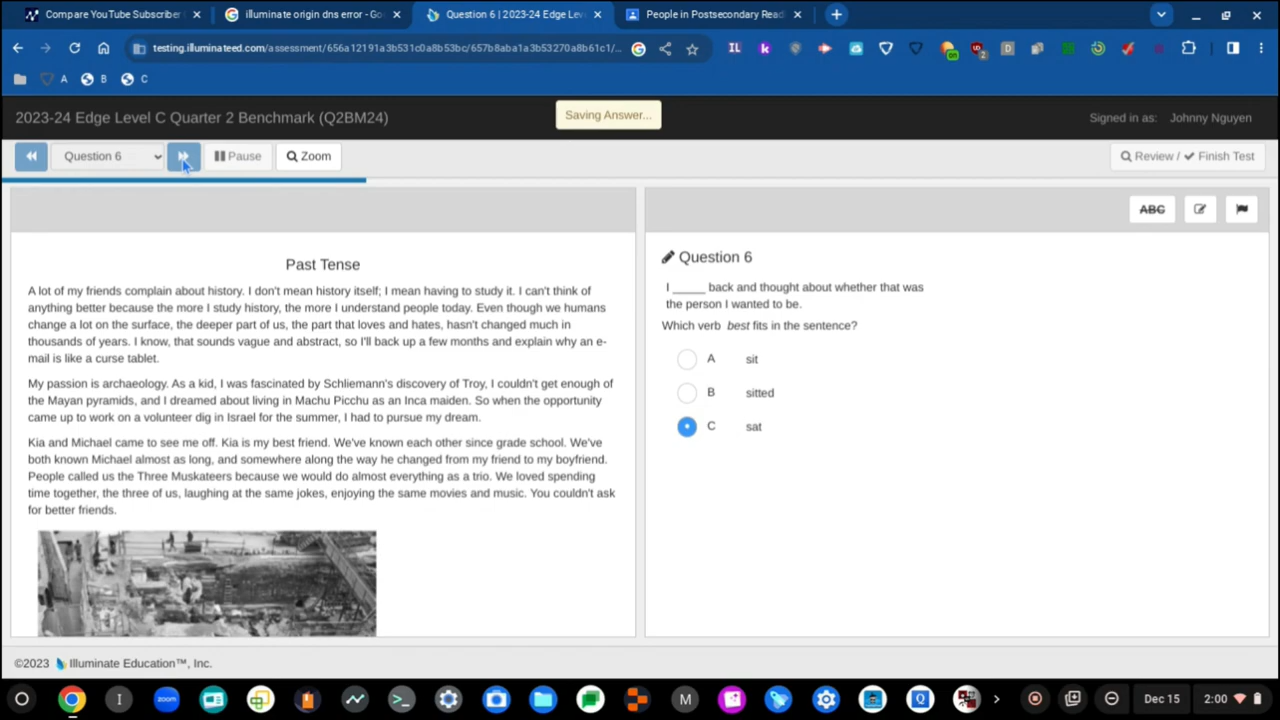 Compare YouTube Subscriber
illuminate origin dns error - Go
Question 6 | 2023-24 Edge Lev
People in Postsecondary Read
testing.illuminateed.com/assessment/656a12191a3b531c0a8b53bc/657b8aba1a3b53270a8b61c1/...
A B C
2023-24 Edge Level C Quarter 2 Benchmark (Q2BM24)
Saving Answer...
Signed in as: Johnny Nguyen
Question 6
Pause
Zoom
Review / Finish Test
ABC
Past Tense
A lot of my friends complain about history. I don't mean history itself; I mean having to study it. I can't think of
anything better because the more I study history, the more I understand people today. Even though we humans
change a lot on the surface, the deeper part of us, the part that loves and hates, hasn't changed much in
thousands of years. I know, that sounds vague and abstract, so I'll back up a few months and explain why an e-
mail is like a curse tablet.
My passion is archaeology. As a kid, I was fascinated by Schliemann's discovery of Troy, I couldn't get enough of
the Mayan pyramids, and I dreamed about living in Machu Picchu as an Inca maiden. So when the opportunity
came up to work on a volunteer dig in Israel for the summer, I had to pursue my dream.
Kia and Michael came to see me off. Kia is my best friend. We've known each other since grade school. We've
both known Michael almost as long, and somewhere along the way he changed from my friend to my boyfriend.
People called us the Three Muskateers because we would do almost everything as a trio. We loved spending
time together, the three of us, laughing at the same jokes, enjoying the same movies and music. You couldn't ask
for better friends.
Question 6
I _____ back and thought about whether that was
the person I wanted to be.
Which verb best fits in the sentence?
A sit
B sitted
C sat
©2023 Illuminate Education™, Inc.
zoom
Dec 15
2:00